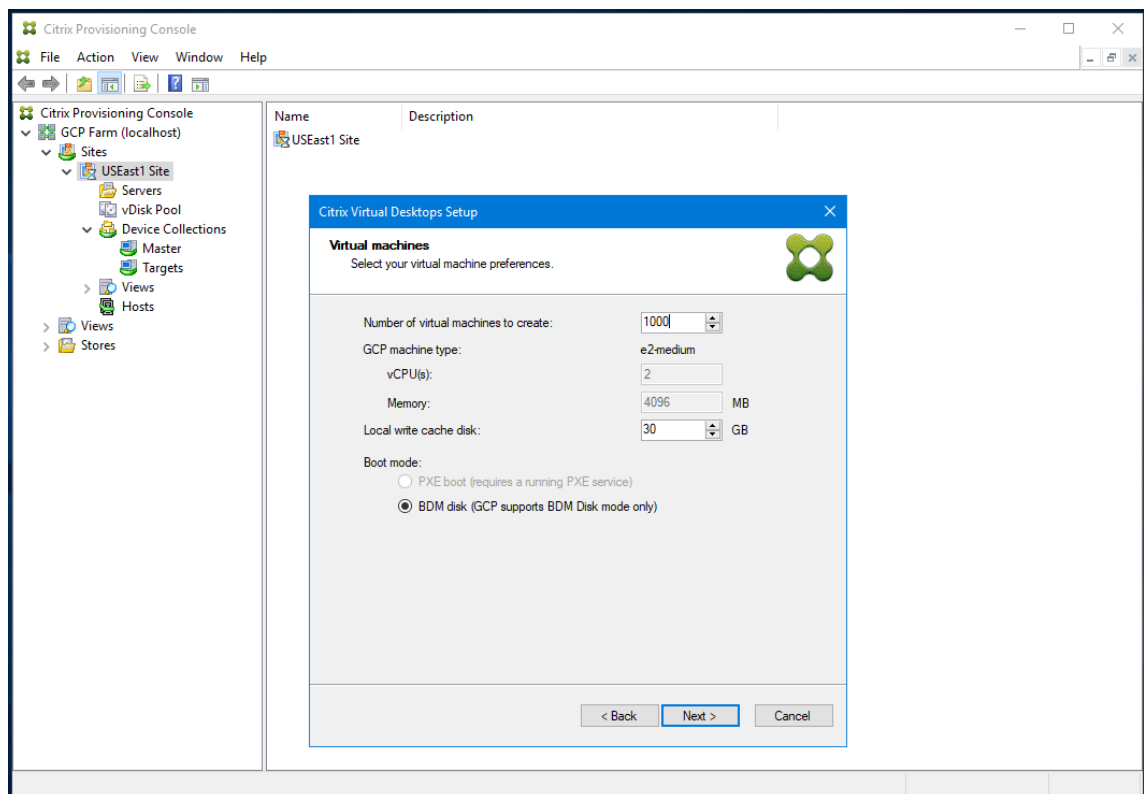 Citrix Provisioning Console
File Action View Window Help
Citrix Provisioning Console
GCP Farm (localhost)
Sites
USEast1 Site
Servers
vDisk Pool
Device Collections
Master
Targets
Views
Hosts
Views
Stores
Name Description
USEast1 Site
Citrix Virtual Desktops Setup
Virtual machines
Select your virtual machine preferences.
Number of virtual machines to create: 1000
GCP machine type: e2-medium
vCPU(s): 2
Memory: 4096 MB
Local write cache disk: 30 GB
Boot mode:
PXE boot (requires a running PXE service)
BDM disk (GCP supports BDM Disk mode only)
< Back Next > Cancel